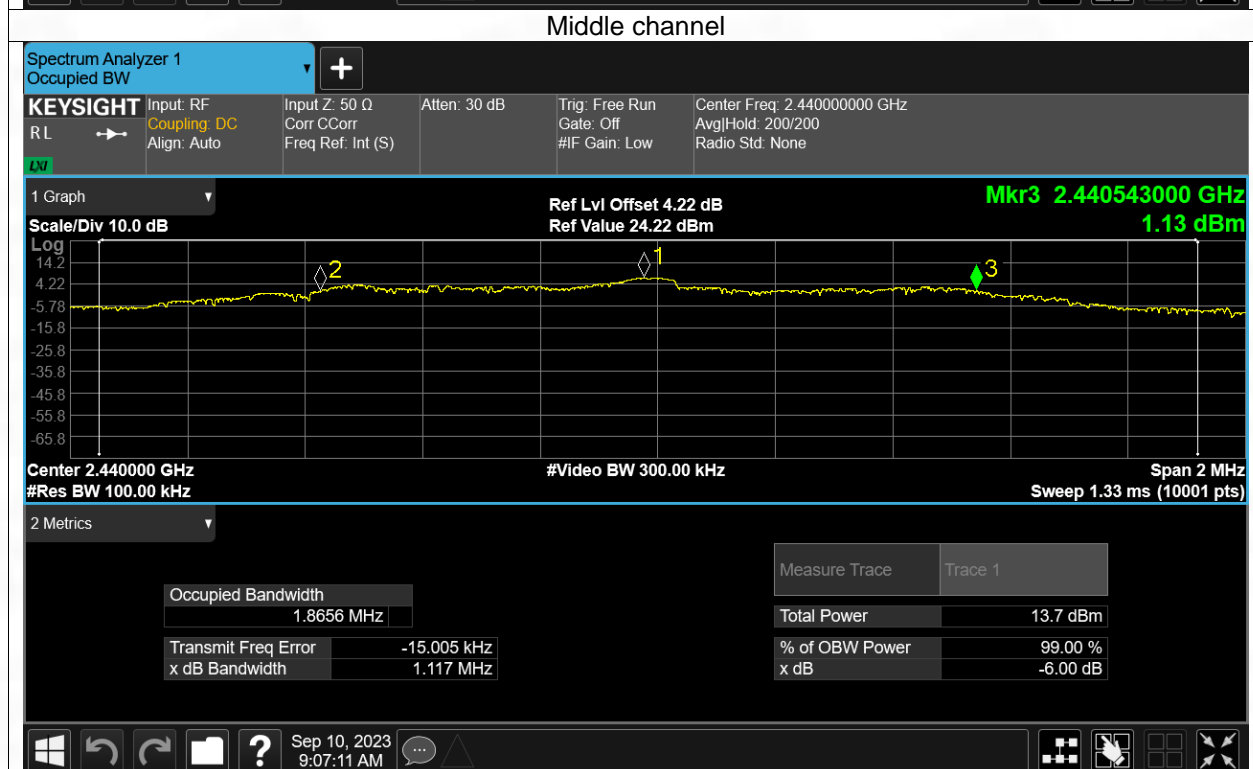 Middle channel
Spectrum Analyzer 1
Occupied BW
KEYSIGHT Input: RF Input Z: 50 Ω Atten: 30 dB Trig: Free Run Center Freq: 2.440000000 GHz
RL Coupling: DC Corr CCorr Gate: Off Avg|Hold: 200/200
Align: Auto Freq Ref: Int (S) #IF Gain: Low Radio Std: None
LXI
1 Graph Ref Lvl Offset 4.22 dB Mkr3 2.440543000 GHz
Scale/Div 10.0 dB Ref Value 24.22 dBm 1.13 dBm
Log
14.2
4.22
-5.78
-15.8
-25.8
-35.8
-45.8
-55.8
-65.8
2 1 3
Center 2.440000 GHz #Video BW 300.00 kHz Span 2 MHz
#Res BW 100.00 kHz Sweep 1.33 ms (10001 pts)
2 Metrics
Measure Trace Trace 1
Occupied Bandwidth
1.8656 MHz Total Power 13.7 dBm
Transmit Freq Error -15.005 kHz % of OBW Power 99.00 %
x dB Bandwidth 1.117 MHz x dB -6.00 dB
Sep 10, 2023
9:07:11 AM